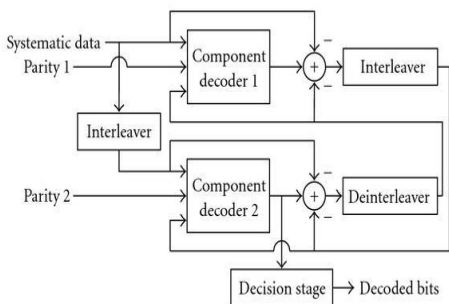 Systematic data
Parity 1
Component
decoder 1
+
−
−
Interleaver
Interleaver
Parity 2
Component
decoder 2
+
−
−
Deinterleaver
Decision stage
Decoded bits